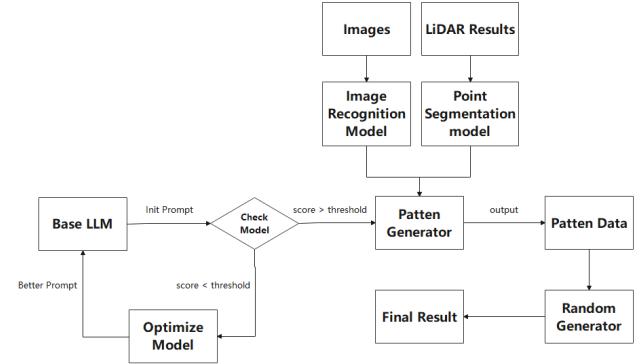 Images
LiDAR Results
Image
Recognition
Model
Point
Segmentation
model
Base LLM
Init Prompt
Check
Model
score > threshold
Patten
Generator
output
Patten Data
Better Prompt
score < threshold
Optimize
Model
Final Result
Random
Generator